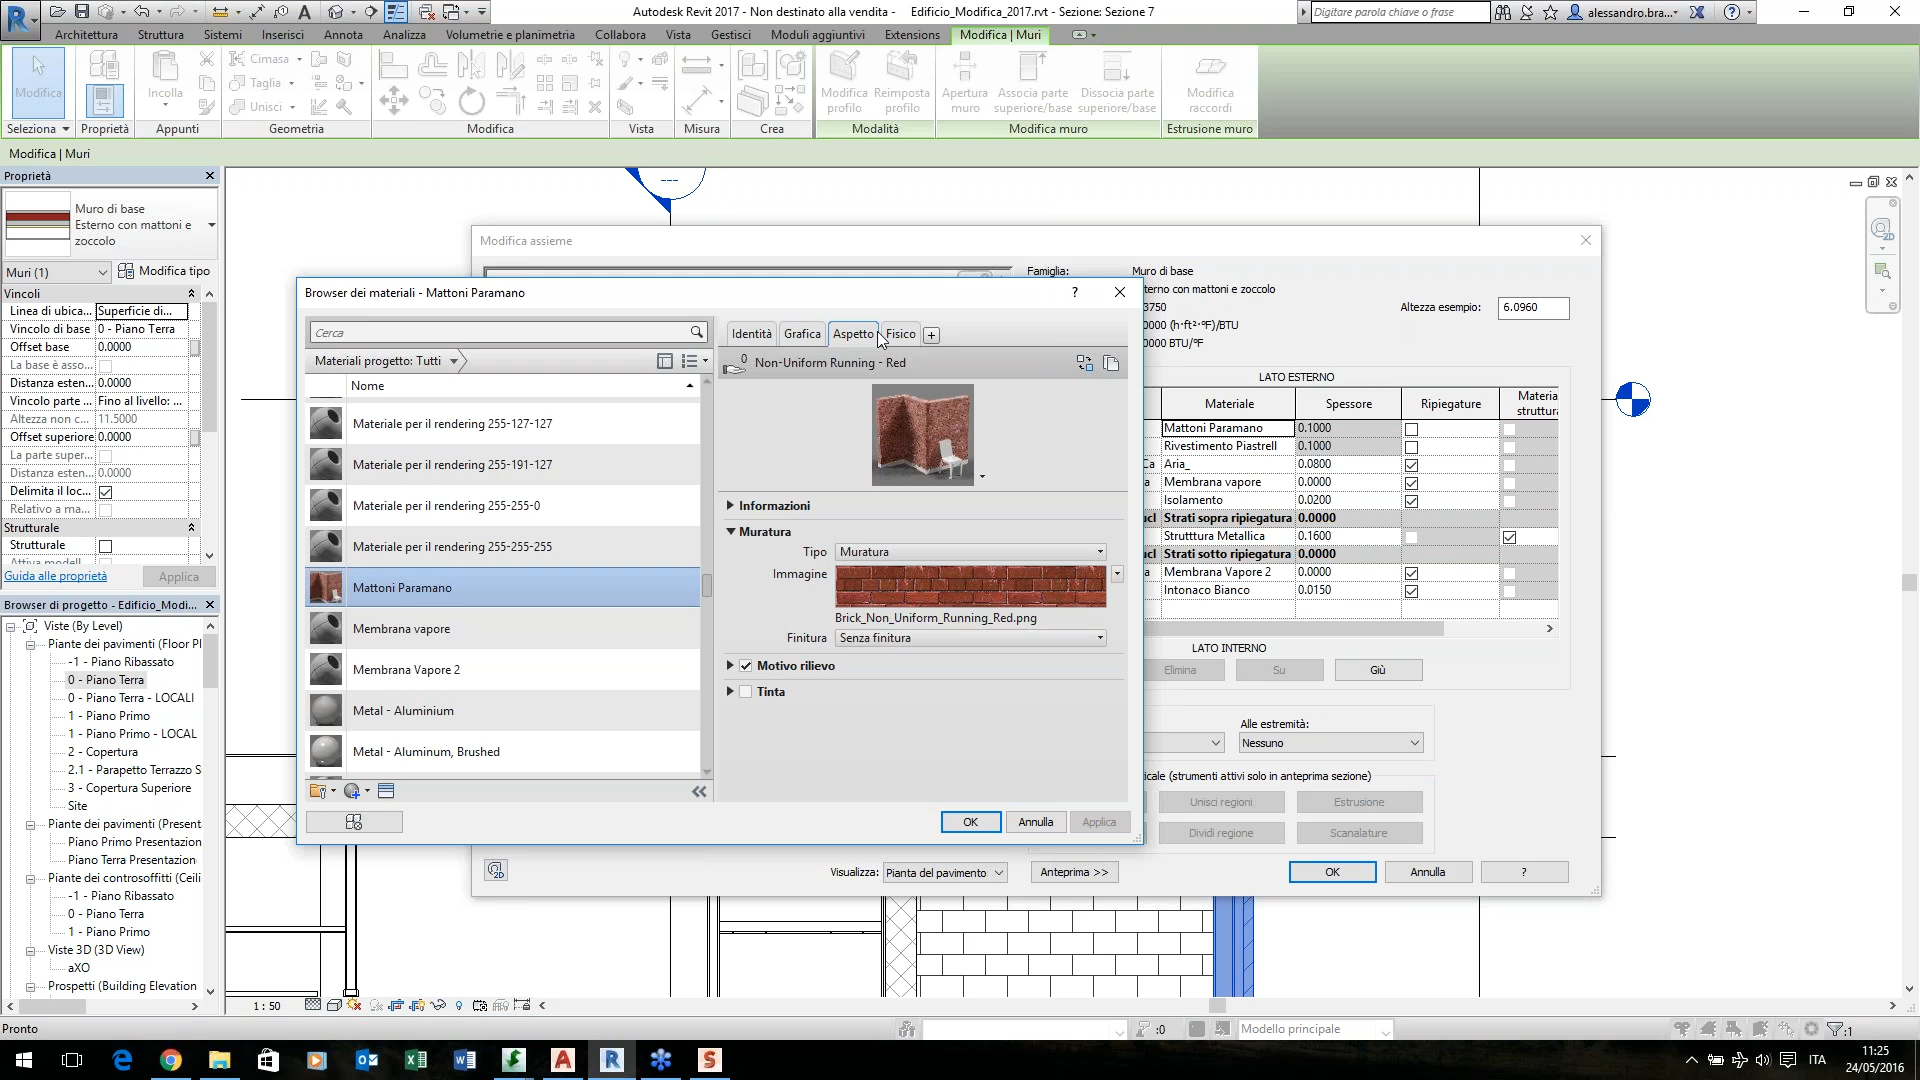 Autodesk Revit 2017 - Non destinato alla vendita - Edificio_Modifica_2017.rvt - Sezione: Sezione 7
Digitare parola chiave o frase
alessandro.bra...
Architettura Struttura Sistemi Inserisci Annota Analizza Volumetrie e planimetria Collabora Vista Gestisci Moduli aggiuntivi Extensions Modifica | Muri
Modifica
Incolla
Cimasa
Taglia
Unisci
Modifica profilo
Reimposta profilo
Apertura muro
Associa parte superiore/base
Dissocia parte superiore/base
Modifica raccordi
Seleziona Proprietà Appunti Geometria Modifica Vista Misura Crea Modalità Modifica muro Estrusione muro
Modifica | Muri
Proprietà
Muro di base
Esterno con mattoni e
zoccolo
Muri (1)
Modifica tipo
Vincoli
Linea di ubica... Superficie di...
Vincolo di base 0 - Piano Terra
Offset base 0.0000
La base è asso...
Distanza esten... 0.0000
Vincolo parte ... Fino al livello: ...
Altezza non c... 11.5000
Offset superiore 0.0000
La parte super...
Distanza esten... 0.0000
Delimita il loc...
Relativo a ma...
Strutturale
Strutturale
Attiva modell
Guida alle proprietà
Applica
Browser di progetto - Edificio_Modi...
Viste (By Level)
Piante dei pavimenti (Floor Pl
-1 - Piano Ribassato
0 - Piano Terra
0 - Piano Terra - LOCALI
1 - Piano Primo
1 - Piano Primo - LOCAL
2 - Copertura
2.1 - Parapetto Terrazzo S
3 - Copertura Superiore
Site
Piante dei pavimenti (Present
Piano Primo Presentazion
Piano Terra Presentazion
Piante dei controsoffitti (Ceili
-1 - Piano Ribassato
0 - Piano Terra
1 - Piano Primo
Viste 3D (3D View)
aXO
Prospetti (Building Elevation
Modifica assieme
Famiglia: Muro di base
terno con mattoni e zoccolo
3750
Altezza esempio: 6.0960
0000 (h·ft²·ºF)/BTU
0000 BTU/ºF
LATO ESTERNO
Materiale Spessore Ripiegature Materia struttura
Mattoni Paramano 0.1000
Rivestimento Piastrell 0.1000
Ca Aria_ 0.0800
a Membrana vapore 0.0000
Isolamento 0.0200
ucl Strati sopra ripiegatura 0.0000
Strutttura Metallica 0.1600
ucl Strati sotto ripiegatura 0.0000
a Membrana Vapore 2 0.0000
Intonaco Bianco 0.0150
LATO INTERNO
Elimina Su Giù
Alle estremità:
Nessuno
icale (strumenti attivi solo in anteprima sezione)
Unisci regioni Estrusione
Dividi regione Scanalature
Visualizza: Pianta del pavimento: Anteprima >> OK Annulla ?
Browser dei materiali - Mattoni Paramano
?
Cerca
Materiali progetto: Tutti
Nome
Materiale per il rendering 255-127-127
Materiale per il rendering 255-191-127
Materiale per il rendering 255-255-0
Materiale per il rendering 255-255-255
Mattoni Paramano
Membrana vapore
Membrana Vapore 2
Metal - Aluminium
Metal - Aluminum, Brushed
Identità Grafica Aspetto Fisico +
0 Non-Uniform Running - Red
Informazioni
Muratura
Tipo Muratura
Immagine
Brick_Non_Uniform_Running_Red.png
Finitura Senza finitura
Motivo rilievo
Tinta
OK Annulla Applica
1 : 50
Pronto
:0
Modello principale
:1
ITA
11:25
24/05/2016